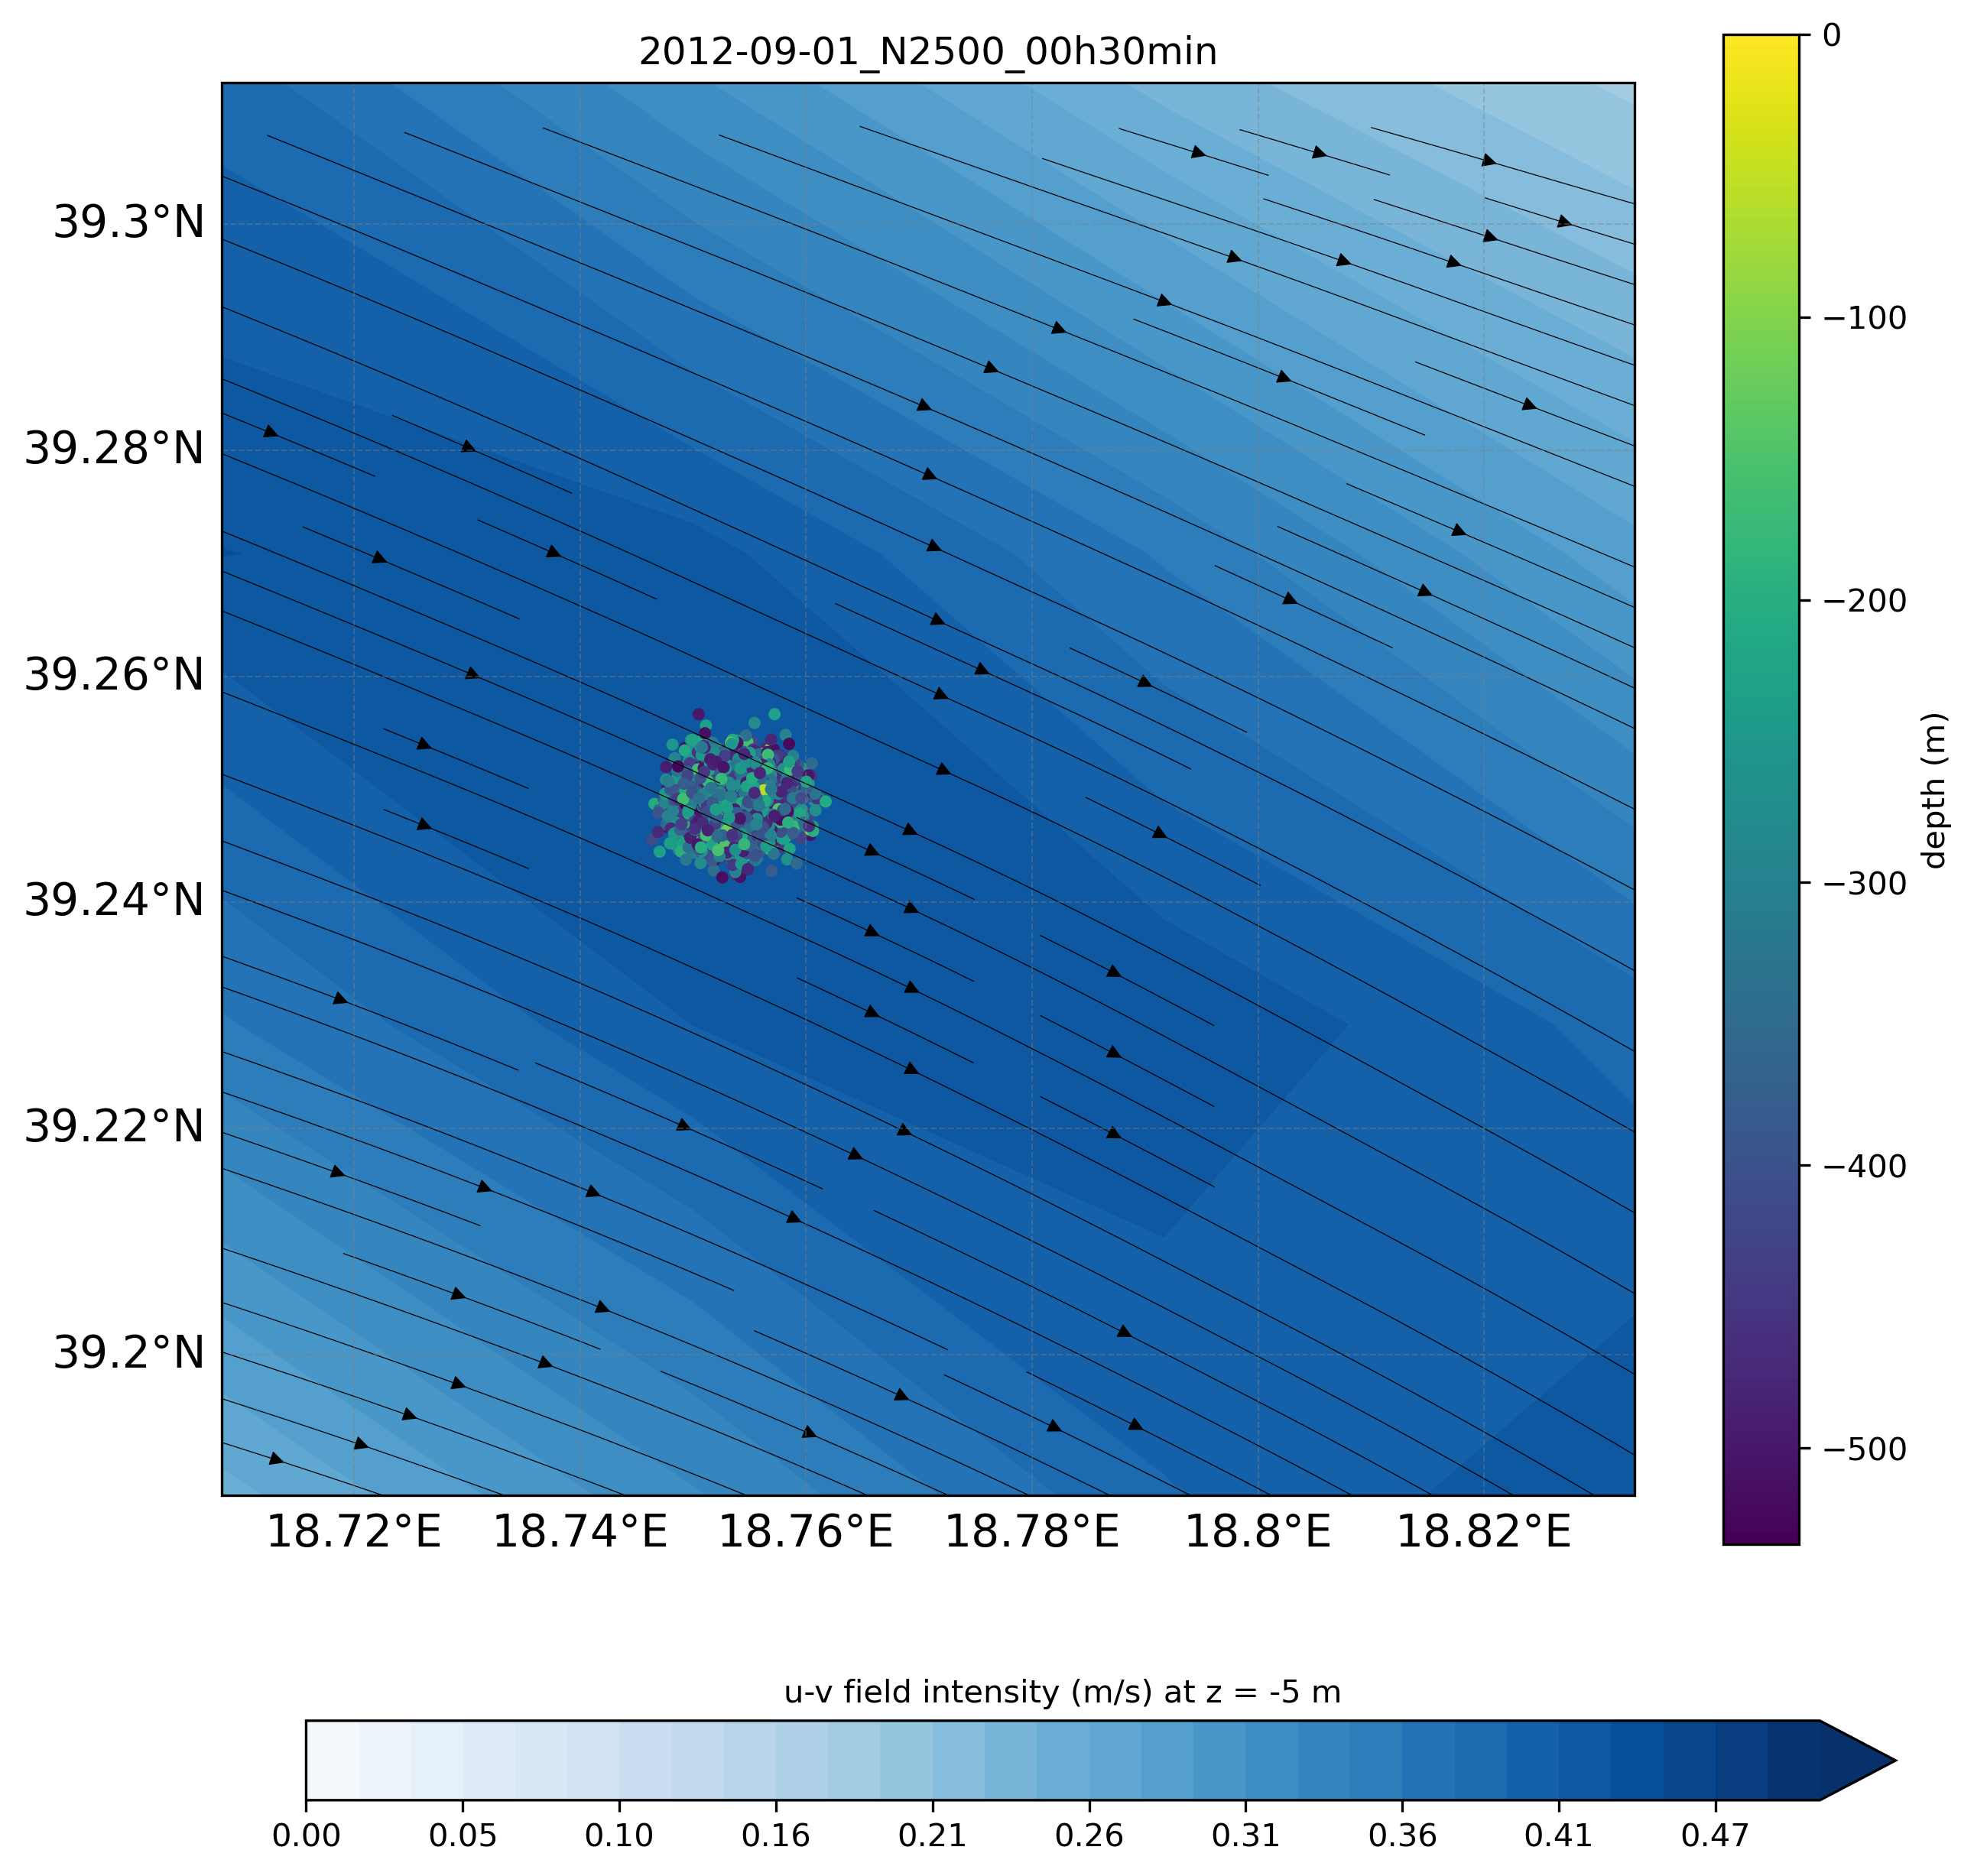 2012-09-01_N2500_00h30min
39.3°N
39.28°N
39.26°N
39.24°N
39.22°N
39.2°N
18.72°E 18.74°E 18.76°E 18.78°E 18.8°E 18.82°E
0
−100
−200
−300
−400
−500
depth (m)
u-v field intensity (m/s) at z = -5 m
0.00 0.05 0.10 0.16 0.21 0.26 0.31 0.36 0.41 0.47